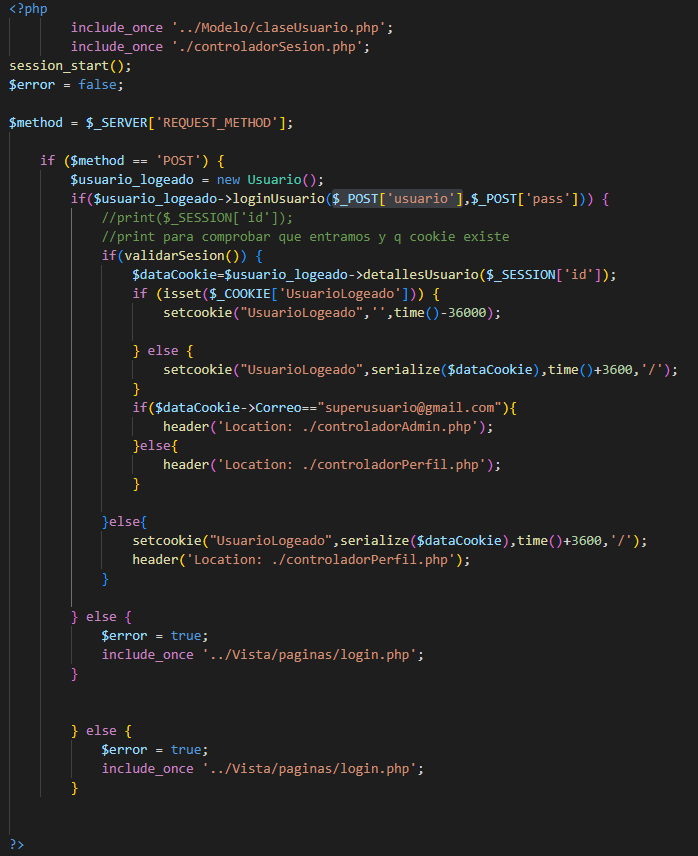 <?php
include_once '../Modelo/claseUsuario.php';
include_once './controladorSesion.php';
session_start();
$error = false;
$method = $_SERVER['REQUEST_METHOD'];
if ($method == 'POST') {
$usuario_logeado = new Usuario();
if($usuario_logeado->loginUsuario($_POST['usuario'],$_POST['pass'])) {
//print($_SESSION['id']);
//print para comprobar que entramos y q cookie existe
if(validarSesion()) {
$dataCookie=$usuario_logeado->detallesUsuario($_SESSION['id']);
if (isset($_COOKIE['UsuarioLogeado'])) {
setcookie("UsuarioLogeado",'',time()-36000);
} else {
setcookie("UsuarioLogeado",serialize($dataCookie),time()+3600,'/');
}
if($dataCookie->Correo=="superusuario@gmail.com"){
header('Location: ./controladorAdmin.php');
}else{
header('Location: ./controladorPerfil.php');
}
}else{
setcookie("UsuarioLogeado",serialize($dataCookie),time()+3600,'/');
header('Location: ./controladorPerfil.php');
}
} else {
$error = true;
include_once '../Vista/paginas/login.php';
}
} else {
$error = true;
include_once '../Vista/paginas/login.php';
}
?>